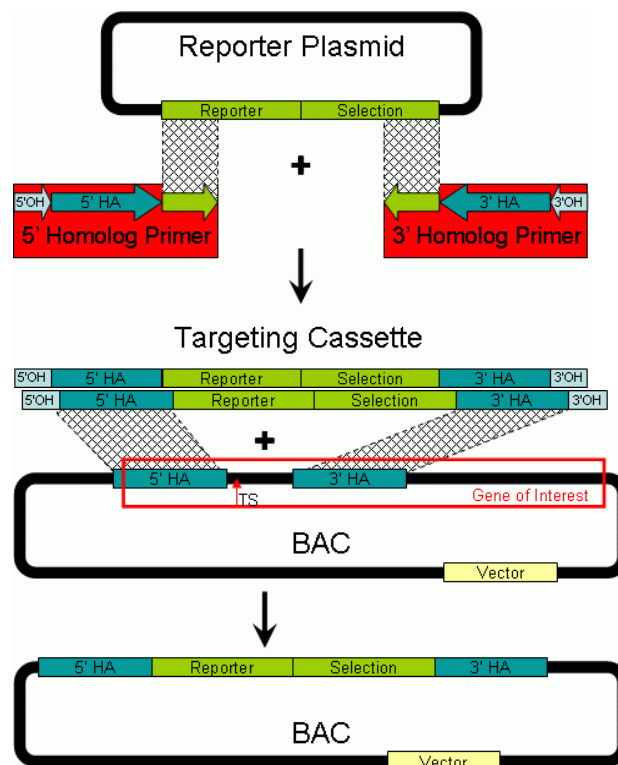 Reporter Plasmid
Reporter Selection
+
5'OH 5' HA 3' HA 3'OH
5' Homolog Primer 3' Homolog Primer
Targeting Cassette
5'OH 5' HA Reporter Selection 3' HA 3'OH
5'OH 5' HA Reporter Selection 3' HA 3'OH
+
5' HA 3' HA
TS Gene of Interest
BAC
Vector
5' HA Reporter Selection 3' HA
BAC
Vector